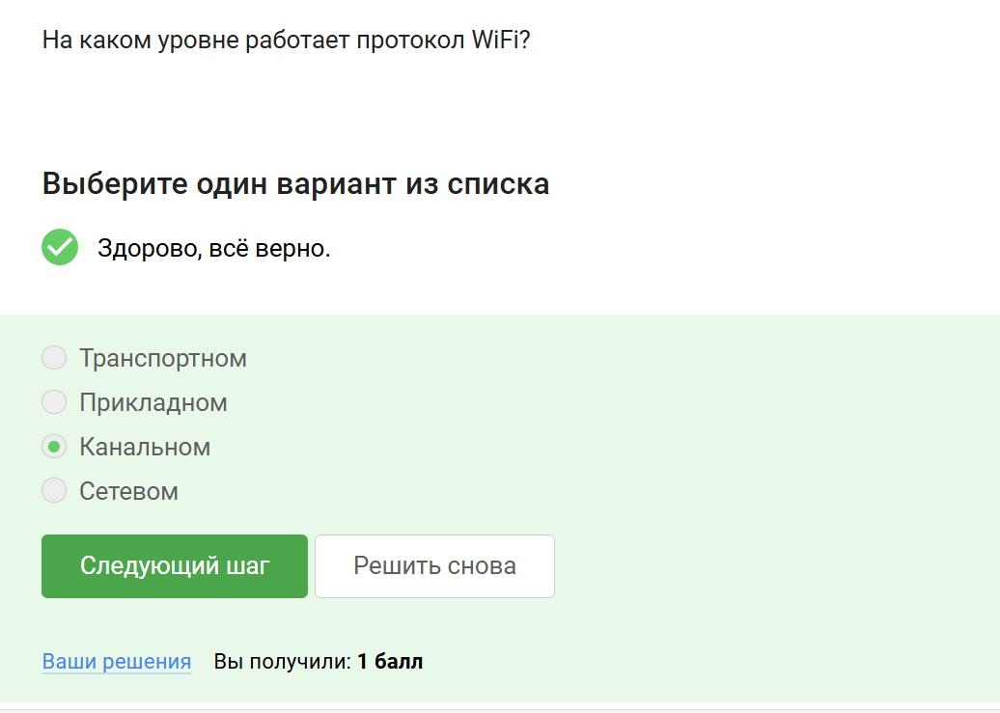 На каком уровне работает протокол WiFi?
Выберите один вариант из списка
Здорово, всё верно.
Транспортном
Прикладном
Канальном
Сетевом
Следующий шаг
Решить снова
Ваши решения
Вы получили: 1 балл